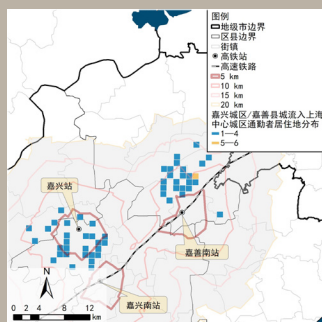 图例
地级市边界
区县边界
街镇
高铁站
高速铁路
5 km
10 km
15 km
20 km
嘉兴城区/嘉善县城流入上海
中心城区通勤者居住地分布
1—4
5—6
嘉兴站
嘉善南站
嘉兴南站
N
0 2 4 8 12
km